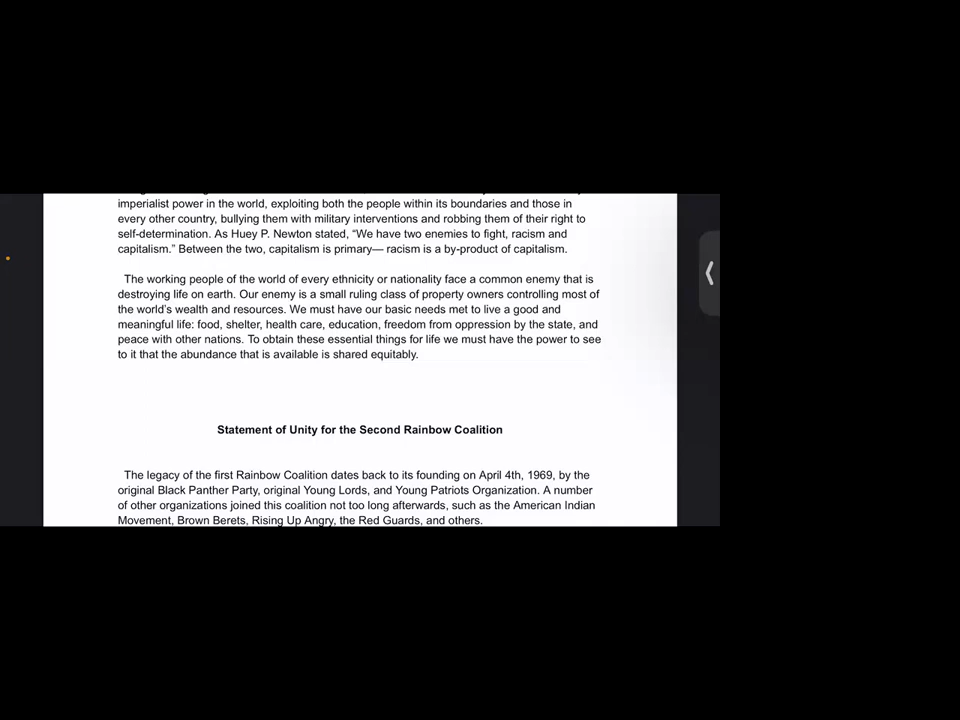 imperialist power in the world, exploiting both the people within its boundaries and those in
every other country, bullying them with military interventions and robbing them of their right to
self-determination. As Huey P. Newton stated, “We have two enemies to fight, racism and
capitalism.” Between the two, capitalism is primary— racism is a by-product of capitalism.
The working people of the world of every ethnicity or nationality face a common enemy that is
destroying life on earth. Our enemy is a small ruling class of property owners controlling most of
the world’s wealth and resources. We must have our basic needs met to live a good and
meaningful life: food, shelter, health care, education, freedom from oppression by the state, and
peace with other nations. To obtain these essential things for life we must have the power to see
to it that the abundance that is available is shared equitably.
Statement of Unity for the Second Rainbow Coalition
The legacy of the first Rainbow Coalition dates back to its founding on April 4th, 1969, by the
original Black Panther Party, original Young Lords, and Young Patriots Organization. A number
of other organizations joined this coalition not too long afterwards, such as the American Indian
Movement, Brown Berets, Rising Up Angry, the Red Guards, and others.